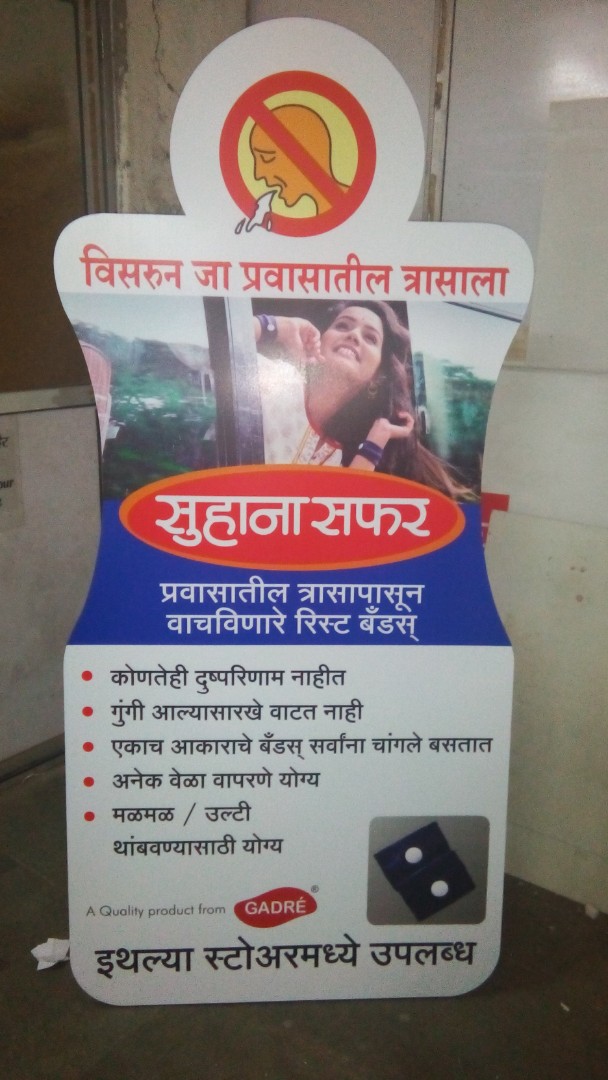 विसरुन जा प्रवासातील त्रासाला
सुहाना सफर
प्रवासातील त्रासापासून
वाचविणारे रिस्ट बँडस्
• कोणतेही दुष्परिणाम नाहीत
• गुंगी आल्यासारखे वाटत नाही
• एकाच आकाराचे बँडस् सर्वांना चांगले बसतात
• अनेक वेळा वापरणे योग्य
• मळमळ / उल्टी
थांबवण्यासाठी योग्य
A Quality product from GADRÉ®
इथल्या स्टोअरमध्ये उपलब्ध